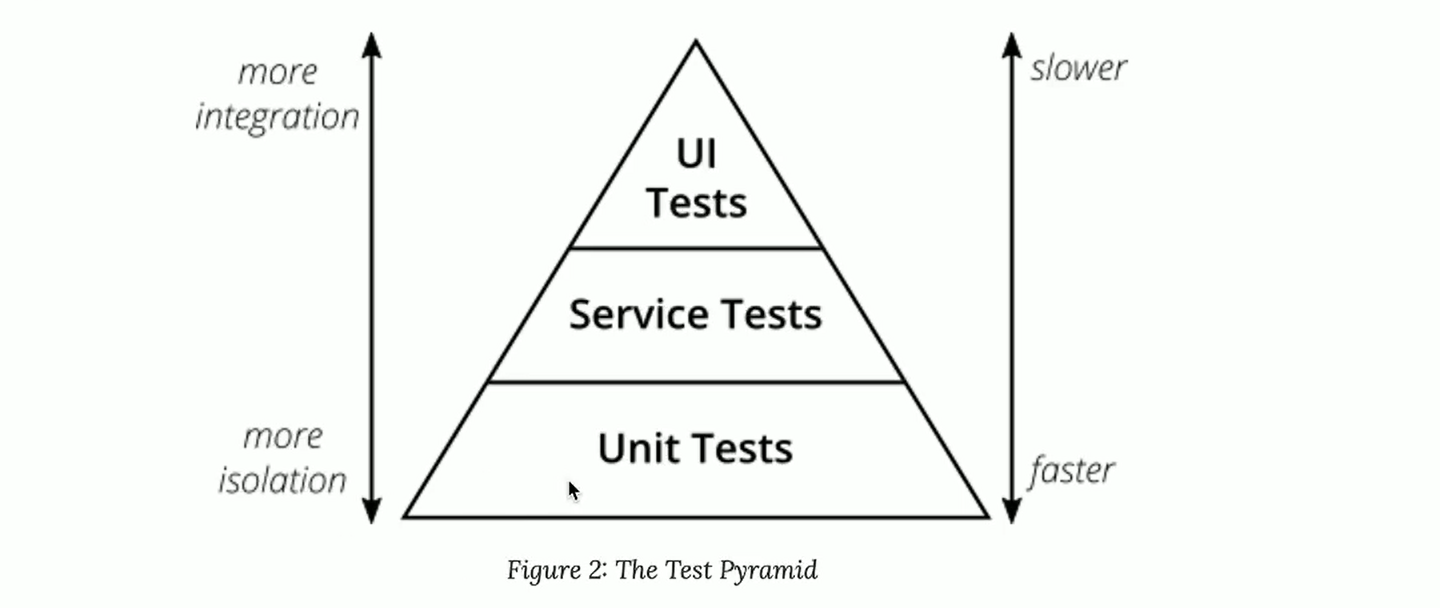 more
integration
slower
UI
Tests
Service Tests
more
isolation
Unit Tests
faster
Figure 2: The Test Pyramid